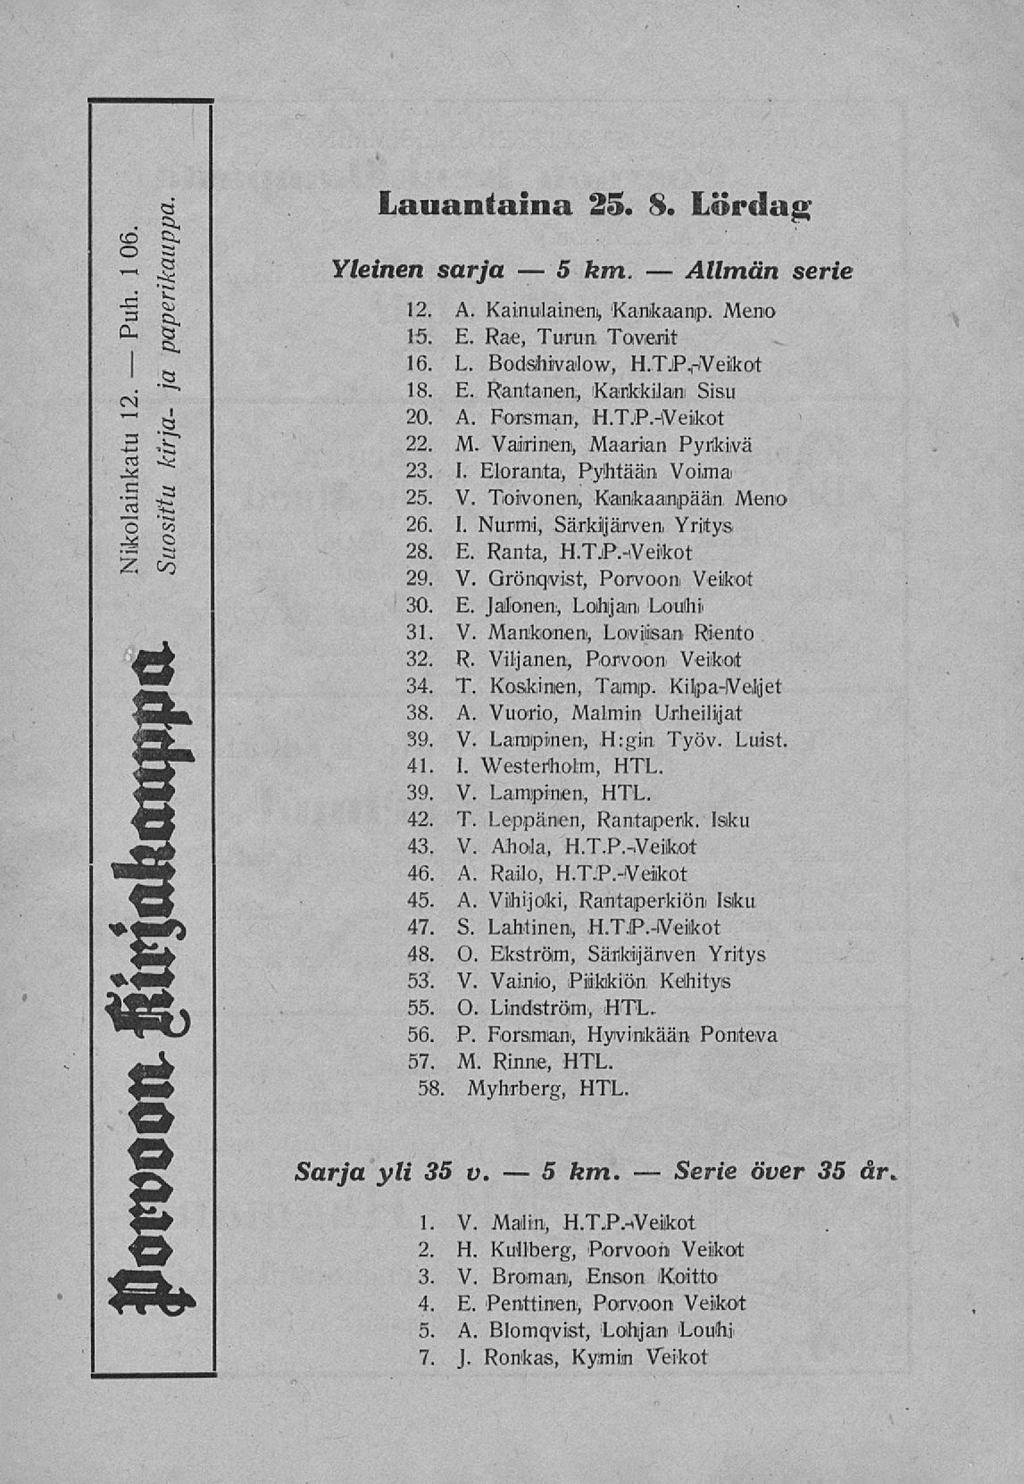 Porvoon Kirjakauppa
Nikolainkatu 12. — Puh. 1 06.
Suosittu kirja- ja paperikauppa.
Lauantaina 25. 8. Lördag
Yleinen sarja — 5 km. — Allmän serie
12. A. Kainulainen, Kankaanp. Meno
15. E. Rae, Turun Toverit
16. L. Bodshivalow, H.T.P.-Veikot
18. E. Rantanen, Karkkilan Sisu
20. A. Forsman, H.T.P.-Veikot
22. M. Vairinen, Maarian Pyrkivä
23. I. Eloranta, Pyhtään Voima
25. V. Toivonen, Kankaanpään Meno
26. I. Nurmi, Särkijärven Yritys
28. E. Ranta, H.T.P.-Veikot
29. V. Grönqvist, Porvoon Veikot
30. E. Jalonen, Lohjan Louhi
31. V. Mankonen, Loviisan Riento
32. R. Viljanen, Porvoon Veikot
34. T. Koskinen, Tamp. Kilpa-Veljet
38. A. Vuorio, Malmin Urheilijat
39. V. Lampinen, H:gin Työv. Luist.
41. I. Westerholm, HTL.
39. V. Lampinen, HTL.
42. T. Leppänen, Rantaperk. Isku
43. V. Ahola, H.T.P.-Veikot
46. A. Railo, H.T.P.-Veikot
45. A. Vihijoki, Rantaperkiön Isku
47. S. Lahtinen, H.T.P.-Veikot
48. O. Ekström, Särkijärven Yritys
53. V. Vainio, Piikkiön Kehitys
55. O. Lindström, HTL.
56. P. Forsman, Hyvinkään Ponteva
57. M. Rinne, HTL.
58. Myhrberg, HTL.
Sarja yli 35 v. — 5 km. — Serie över 35 år.
1. V. Malin, H.T.P.-Veikot
2. H. Kullberg, Porvoon Veikot
3. V. Broman, Enson Koitto
4. E. Penttinen, Porvoon Veikot
5. A. Blomqvist, Lohjan Louhi
7. J. Ronkas, Kymin Veikot